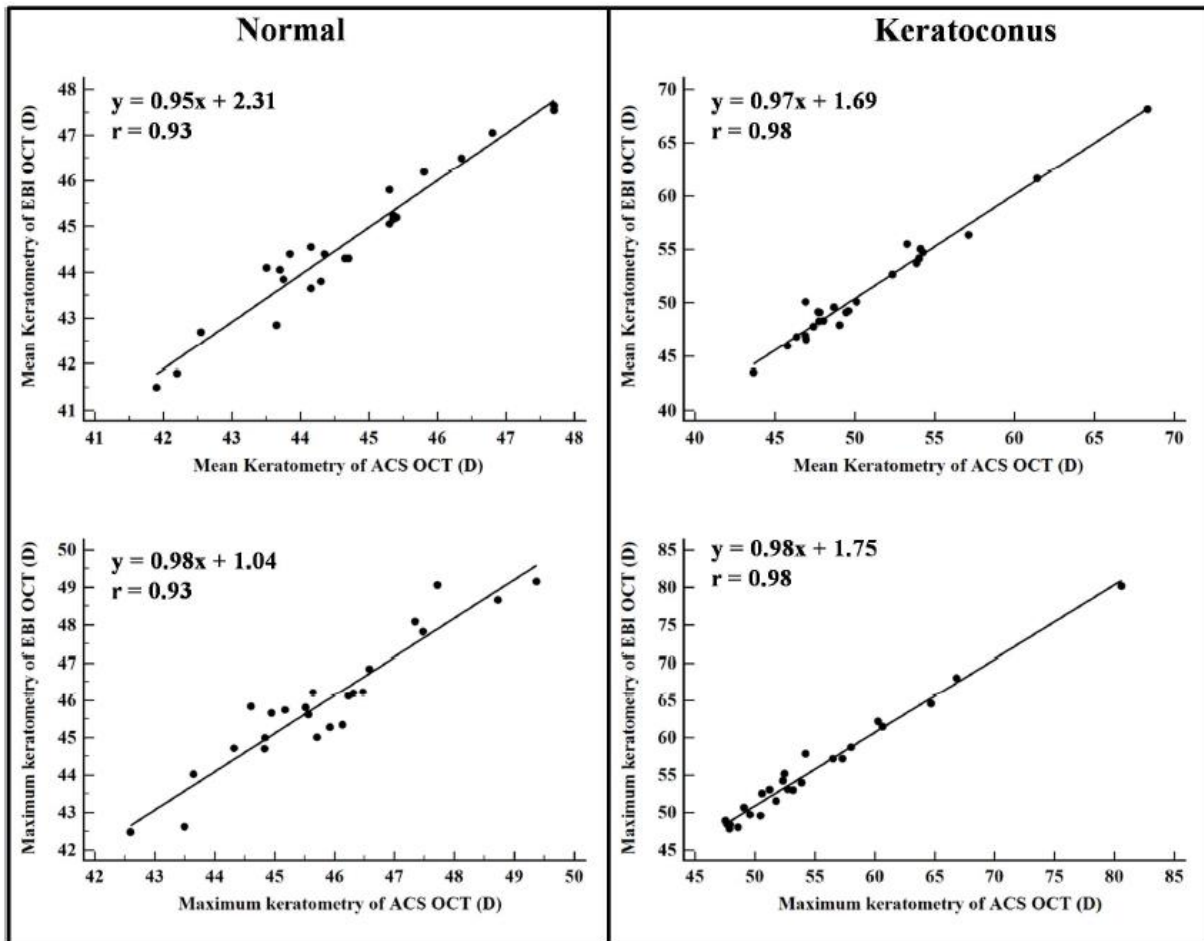 Normal
y = 0.95x + 2.31
r = 0.93
Mean Keratometry of EBI OCT (D)
48
47
46
45
44
43
42
41
41 42 43 44 45 46 47 48
Mean Keratometry of ACS OCT (D)
Keratoconus
y = 0.97x + 1.69
r = 0.98
Mean Keratometry of EBI OCT (D)
70
65
60
55
50
45
40
40 45 50 55 60 65 70
Mean Keratometry of ACS OCT (D)
y = 0.98x + 1.04
r = 0.93
Maximum keratometry of EBI OCT (D)
50
49
48
47
46
45
44
43
42
42 43 44 45 46 47 48 49 50
Maximum keratometry of ACS OCT (D)
y = 0.98x + 1.75
r = 0.98
Maximum keratometry of EBI OCT (D)
85
80
75
70
65
60
55
50
45
45 50 55 60 65 70 75 80 85
Maximum keratometry of ACS OCT (D)